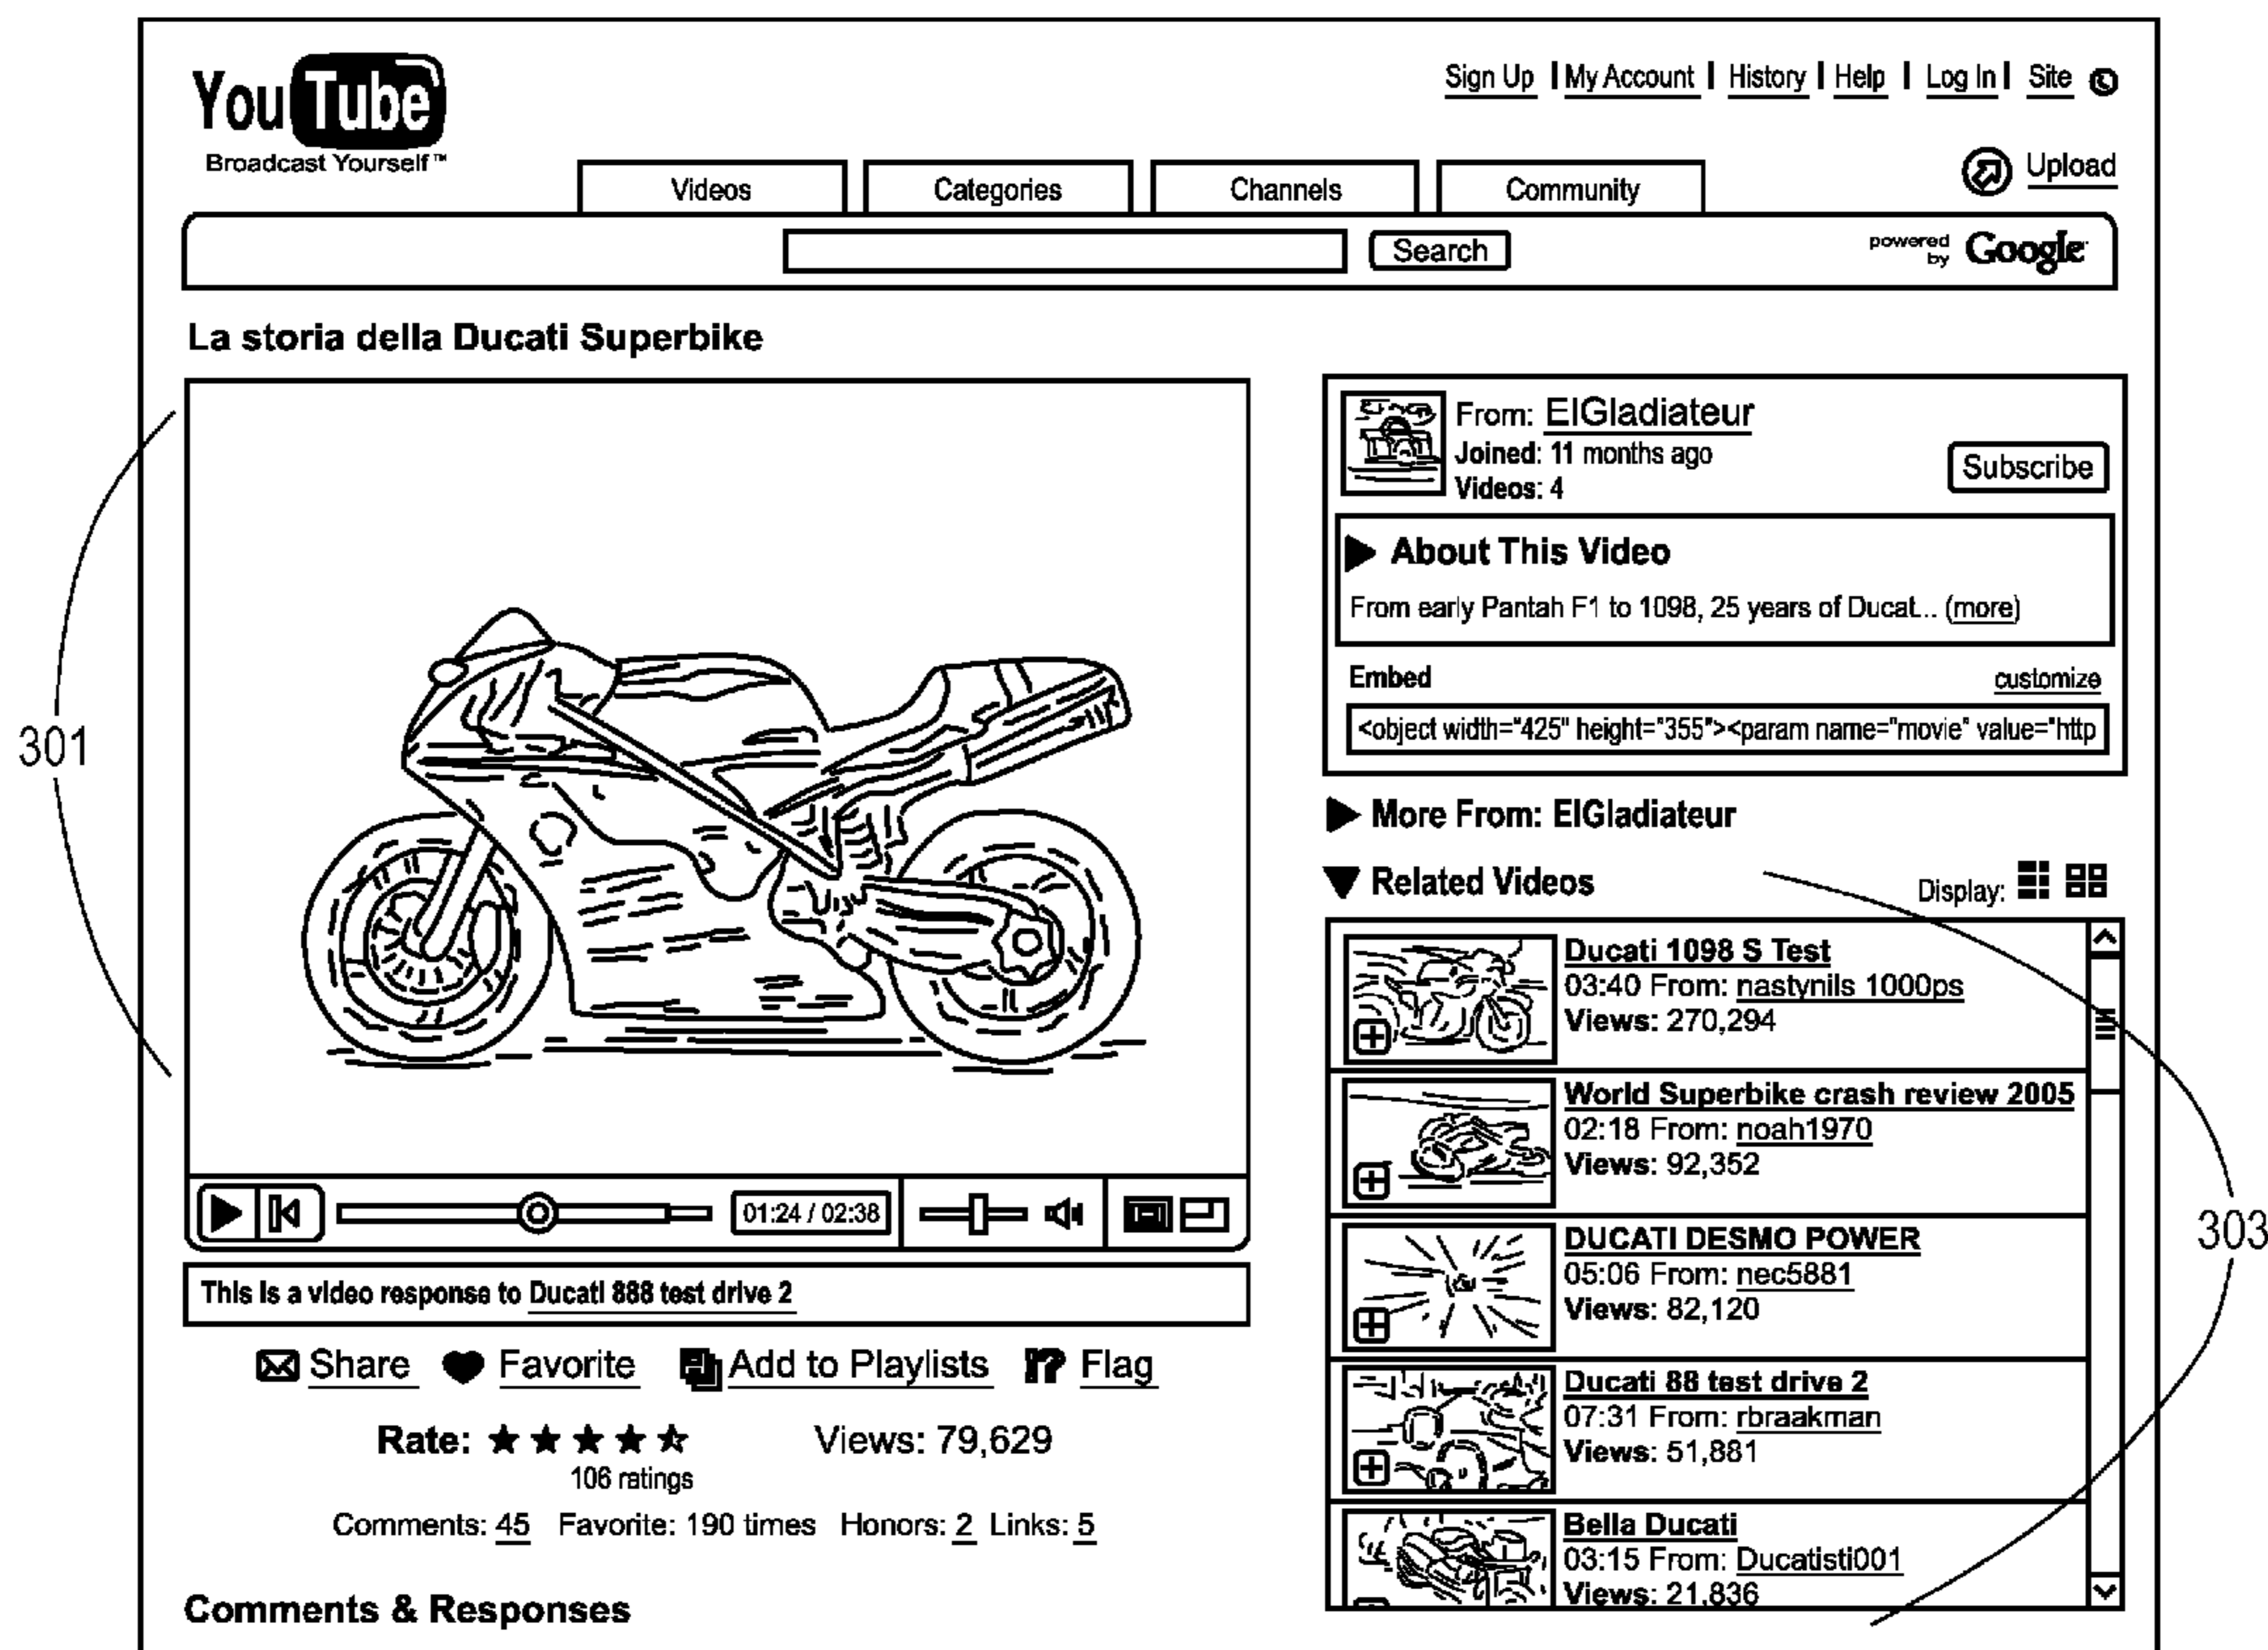 YouTube
Broadcast Yourself™
Sign Up | My Account | History | Help | Log In | Site
Upload
Videos
Categories
Channels
Community
Search
powered by Google
La storia della Ducati Superbike
301
01:24 / 02:38
This is a video response to Ducati 888 test drive 2
Share Favorite Add to Playlists Flag
Rate: Views: 79,629
106 ratings
Comments: 45 Favorite: 190 times Honors: 2 Links: 5
Comments & Responses
From: ElGladiateur
Joined: 11 months ago
Videos: 4
Subscribe
About This Video
From early Pantah F1 to 1098, 25 years of Ducat... (more)
Embed customize
<object width="425" height="355"><param name="movie" value="http
More From: ElGladiateur
Related Videos Display:
Ducati 1098 S Test
03:40 From: nastynils 1000ps
Views: 270,294
World Superbike crash review 2005
02:18 From: noah1970
Views: 92,352
DUCATI DESMO POWER
05:06 From: nec5881
Views: 82,120
Ducati 88 test drive 2
07:31 From: rbraakman
Views: 51,881
Bella Ducati
03:15 From: Ducatisti001
Views: 21,836
303